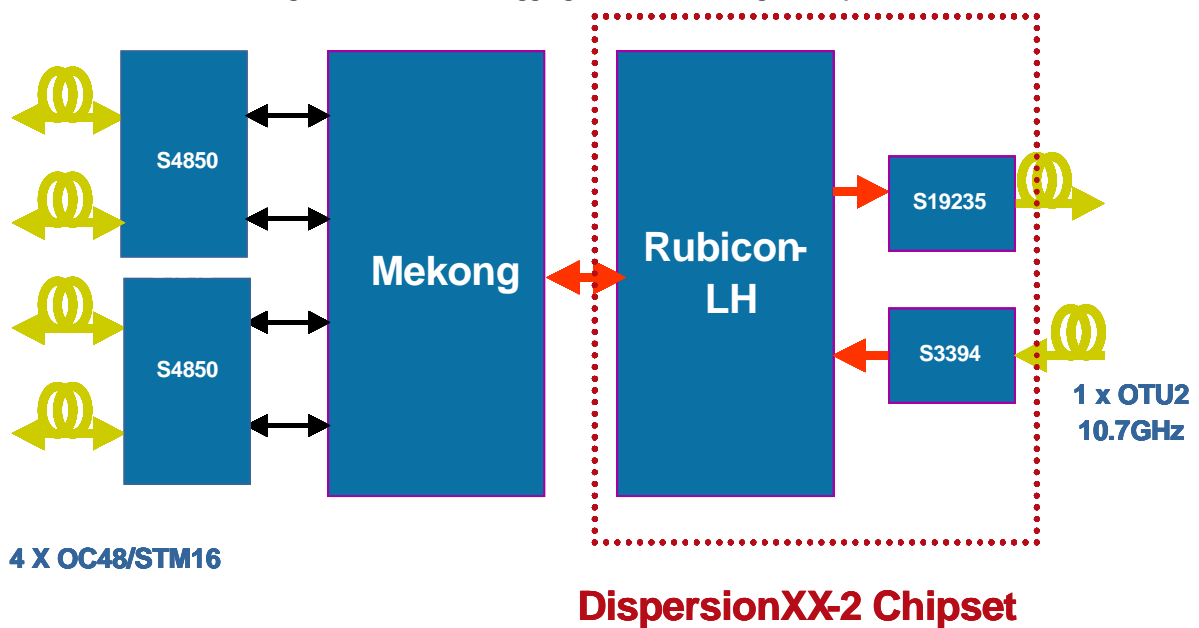 S4850
S4850
Mekong
Rubicon-
LH
S19235
S3394
1 x OTU2
10.7GHz
4 X OC48/STM16
DispersionXX-2 Chipset